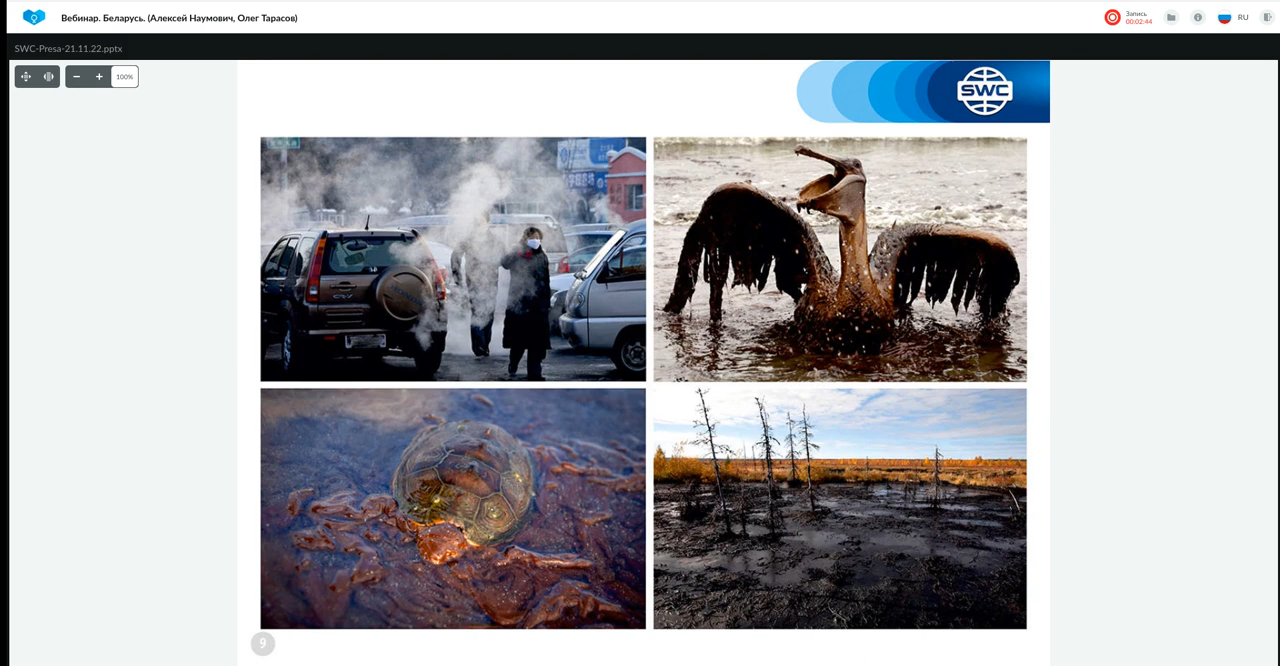 Вебинар. Беларусь. (Алексей Наумович, Олег Тарасов)
Запись
00:02:44
RU
SWC-Presa-21.11.22.pptx
100%
SWC
CRV
9